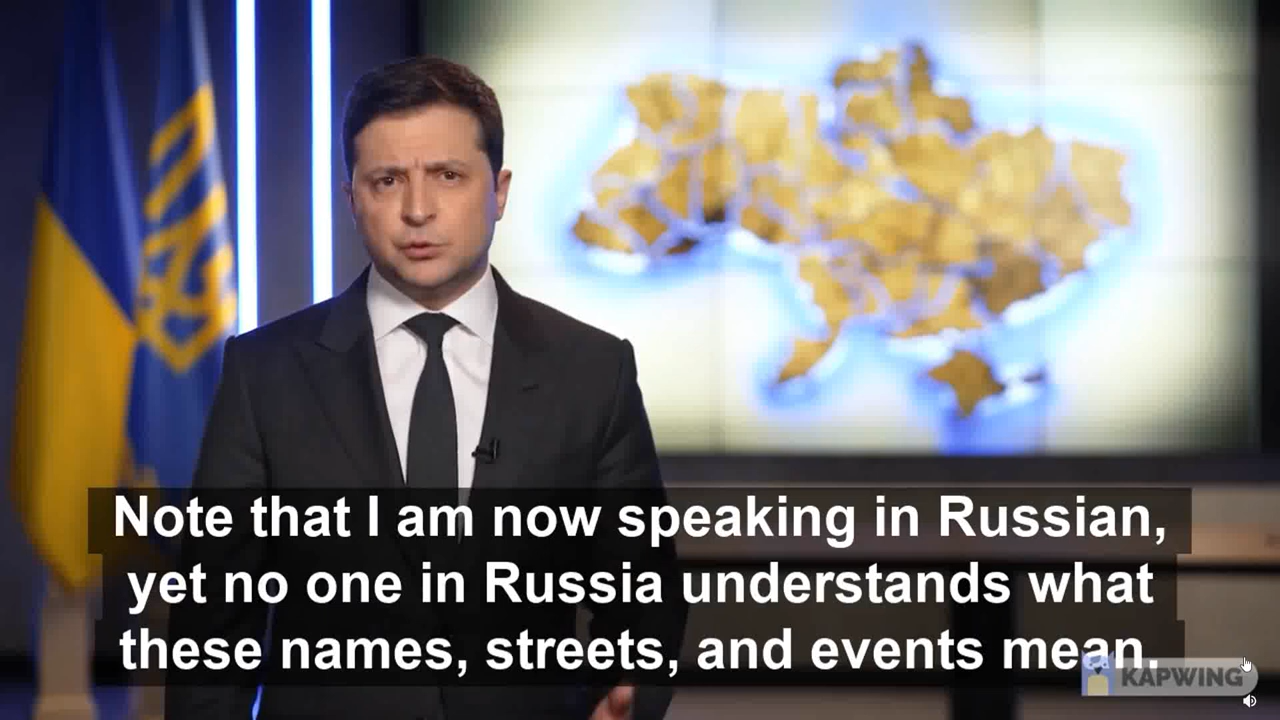 Note that I am now speaking in Russian,
yet no one in Russia understands what
these names, streets, and events mean.
KAPWING